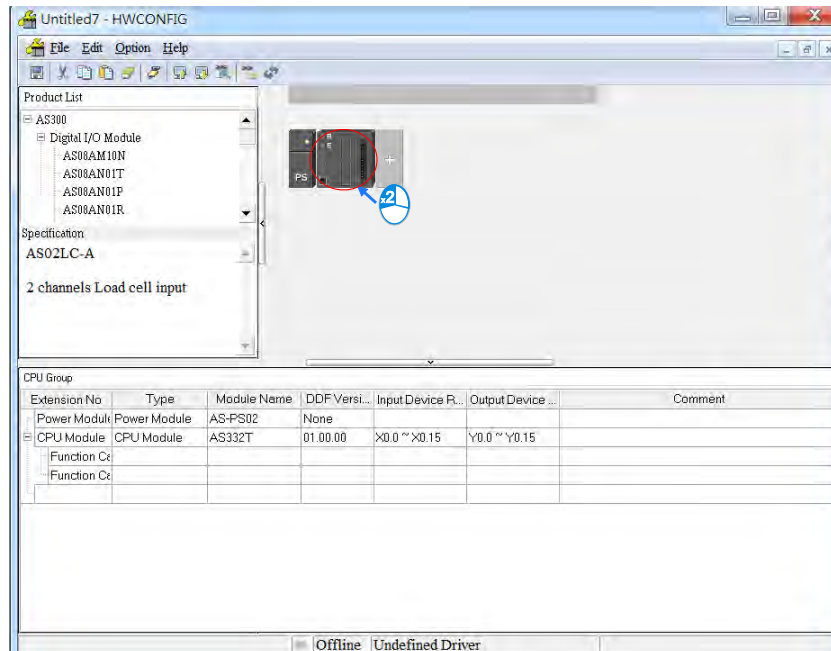 Untitled7 - HWCONFIG
File Edit Option Help
Product List
AS300
Digital I/O Module
AS08AM10N
AS08AN01T
AS08AN01P
AS08AN01R
PS
x2
Specification
AS02LC-A
2 channels Load cell input
CPU Group
Extension No Type Module Name DDF Versi... Input Device R... Output Device ... Comment
Power Module Power Module AS-PS02 None
CPU Module CPU Module AS332T 01.00.00 X0.0 ~ X0.15 Y0.0 ~ Y0.15
Function Ca
Function Ca
Offline Undefined Driver